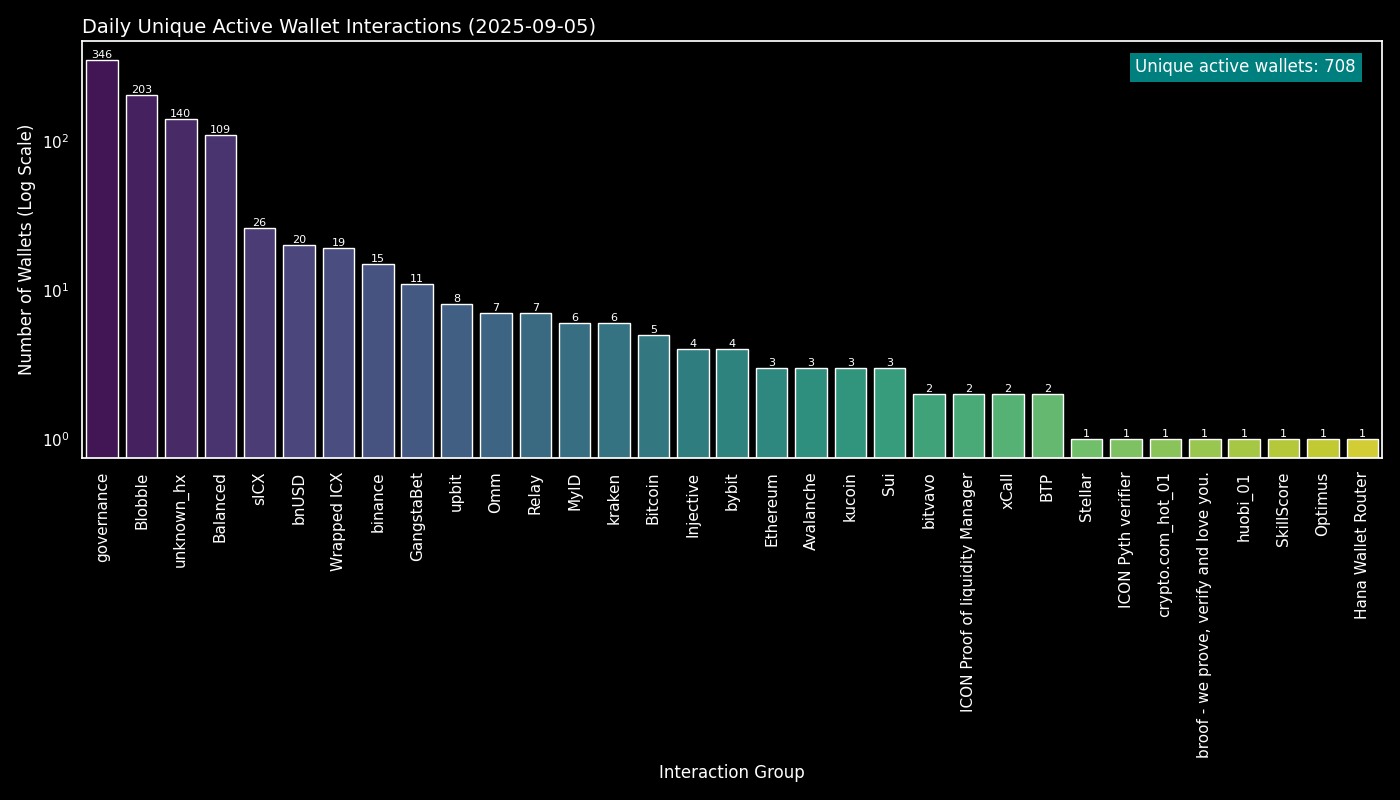 Daily Unique Active Wallet Interactions (2025-09-05)
Unique active wallets: 708
Number of Wallets (Log Scale)
10²
10¹
10⁰
346
203
140
109
26
20
19
15
11
8
7
7
6
6
5
4
4
3
3
3
3
2
2
2
2
1
1
1
1
1
1
1
1
governance
Blobble
unknown_hx
Balanced
sICX
bnUSD
Wrapped ICX
binance
GangstaBet
upbit
Omm
Relay
MyID
kraken
Bitcoin
Injective
bybit
Ethereum
Avalanche
kucoin
Sui
bitvavo
ICON Proof of liquidity Manager
xCall
BTP
Stellar
ICON Pyth verifier
crypto.com_hot_01
broof - we prove, verify and love you.
huobi_01
SkillScore
Optimus
Hana Wallet Router
Interaction Group